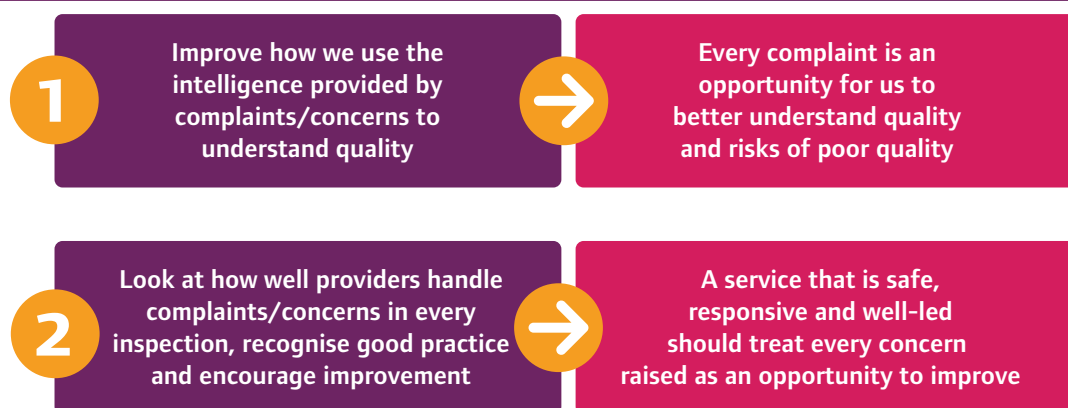 1
Improve how we use the
intelligence provided by
complaints/concerns to
understand quality
Every complaint is an
opportunity for us to
better understand quality
and risks of poor quality
2
Look at how well providers handle
complaints/concerns in every
inspection, recognise good practice
and encourage improvement
A service that is safe,
responsive and well-led
should treat every concern
raised as an opportunity to improve